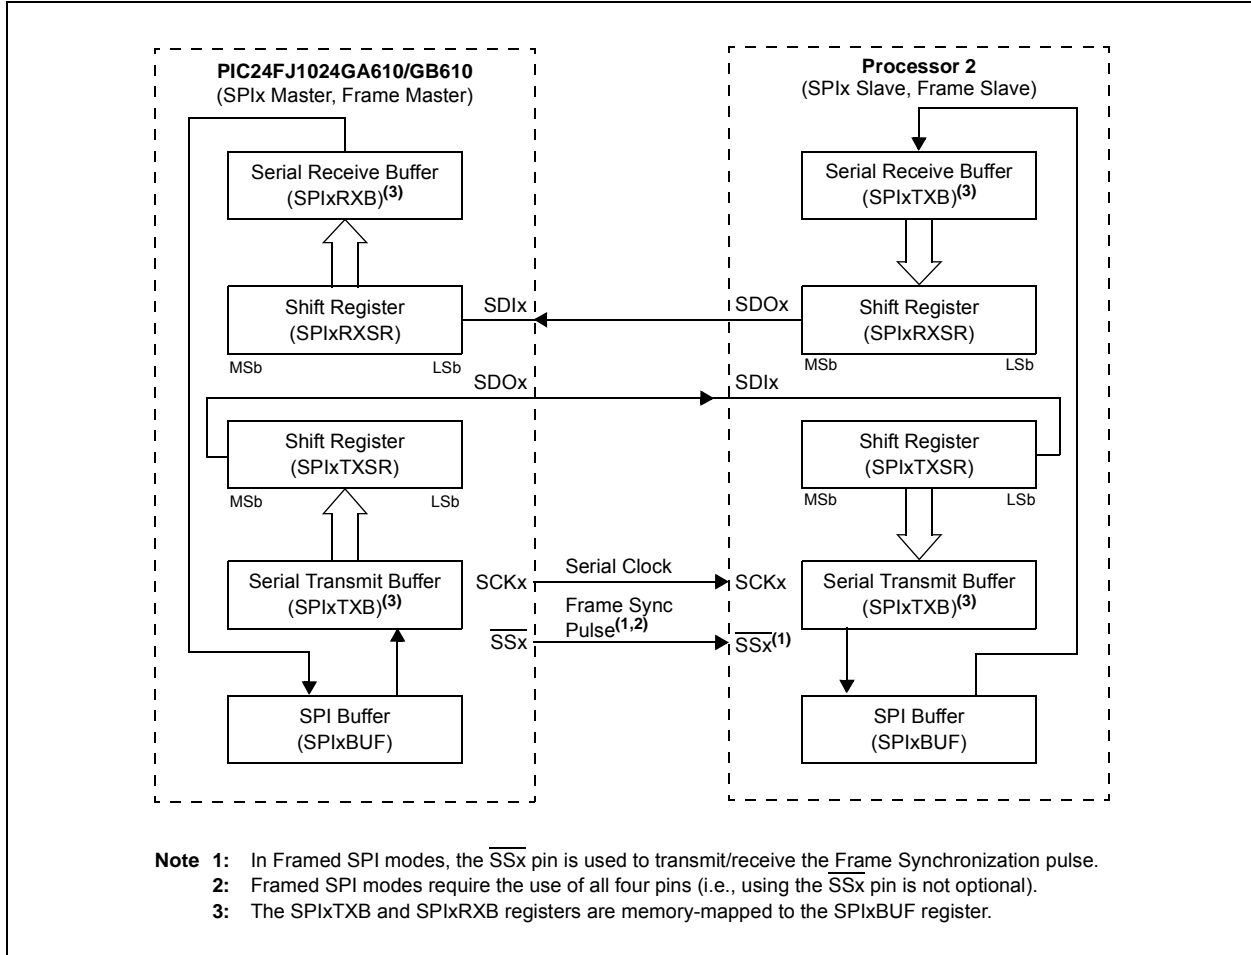 PIC24FJ1024GA610/GB610
(SPIx Master, Frame Master)
Serial Receive Buffer
(SPIxRXB)(3)
Shift Register
(SPIxRXSR)
MSb LSb
SDIx
SDOx
Shift Register
(SPIxTXSR)
MSb LSb
Serial Transmit Buffer
(SPIxTXB)(3)
SCKx
SSx
SPI Buffer
(SPIxBUF)
Serial Clock
Frame Sync
Pulse(1,2)
Processor 2
(SPIx Slave, Frame Slave)
Serial Receive Buffer
(SPIxTXB)(3)
SDOx
Shift Register
(SPIxRXSR)
MSb LSb
SDIx
Shift Register
(SPIxTXSR)
MSb LSb
SCKx
Serial Transmit Buffer
(SPIxTXB)(3)
SSx(1)
SPI Buffer
(SPIxBUF)
Note 1: In Framed SPI modes, the SSx pin is used to transmit/receive the Frame Synchronization pulse.
2: Framed SPI modes require the use of all four pins (i.e., using the SSx pin is not optional).
3: The SPIxTXB and SPIxRXB registers are memory-mapped to the SPIxBUF register.